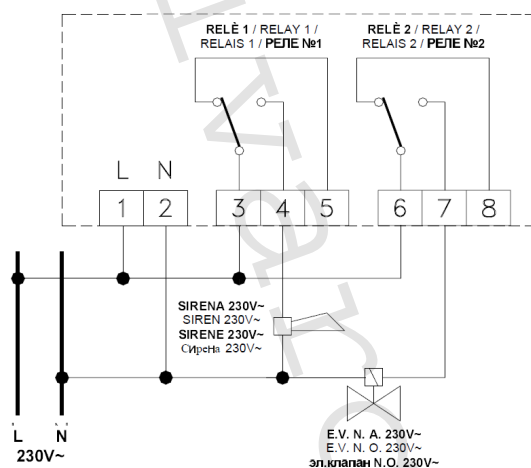 RELÈ 1 / RELAY 1 /
RELAIS 1 / РЕЛЕ №1
RELÈ 2 / RELAY 2 /
RELAIS 2 / РЕЛЕ №2
L N
1 2 3 4 5 6 7 8
SIRENA 230V~
SIREN 230V~
SIRENE 230V~
Сирена 230V~
L N
230V~
E.V. N. A. 230V~
E.V. N. O. 230V~
эл.клапан N.O. 230V~